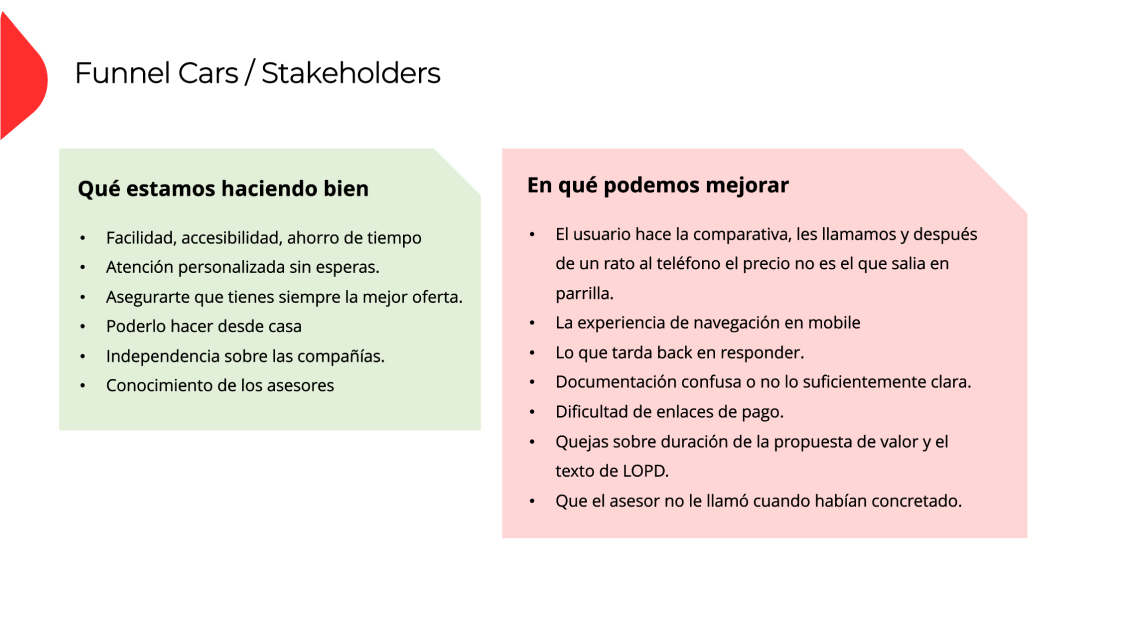 Funnel Cars / Stakeholders
Qué estamos haciendo bien
• Facilidad, accesibilidad, ahorro de tiempo
• Atención personalizada sin esperas.
• Asegurarte que tienes siempre la mejor oferta.
• Poderlo hacer desde casa
• Independencia sobre las compañías.
• Conocimiento de los asesores
En qué podemos mejorar
• El usuario hace la comparativa, les llamamos y después
de un rato al teléfono el precio no es el que salia en
parrilla.
• La experiencia de navegación en mobile
• Lo que tarda back en responder.
• Documentación confusa o no lo suficientemente clara.
• Dificultad de enlaces de pago.
• Quejas sobre duración de la propuesta de valor y el
texto de LOPD.
• Que el asesor no le llamó cuando habían concretado.